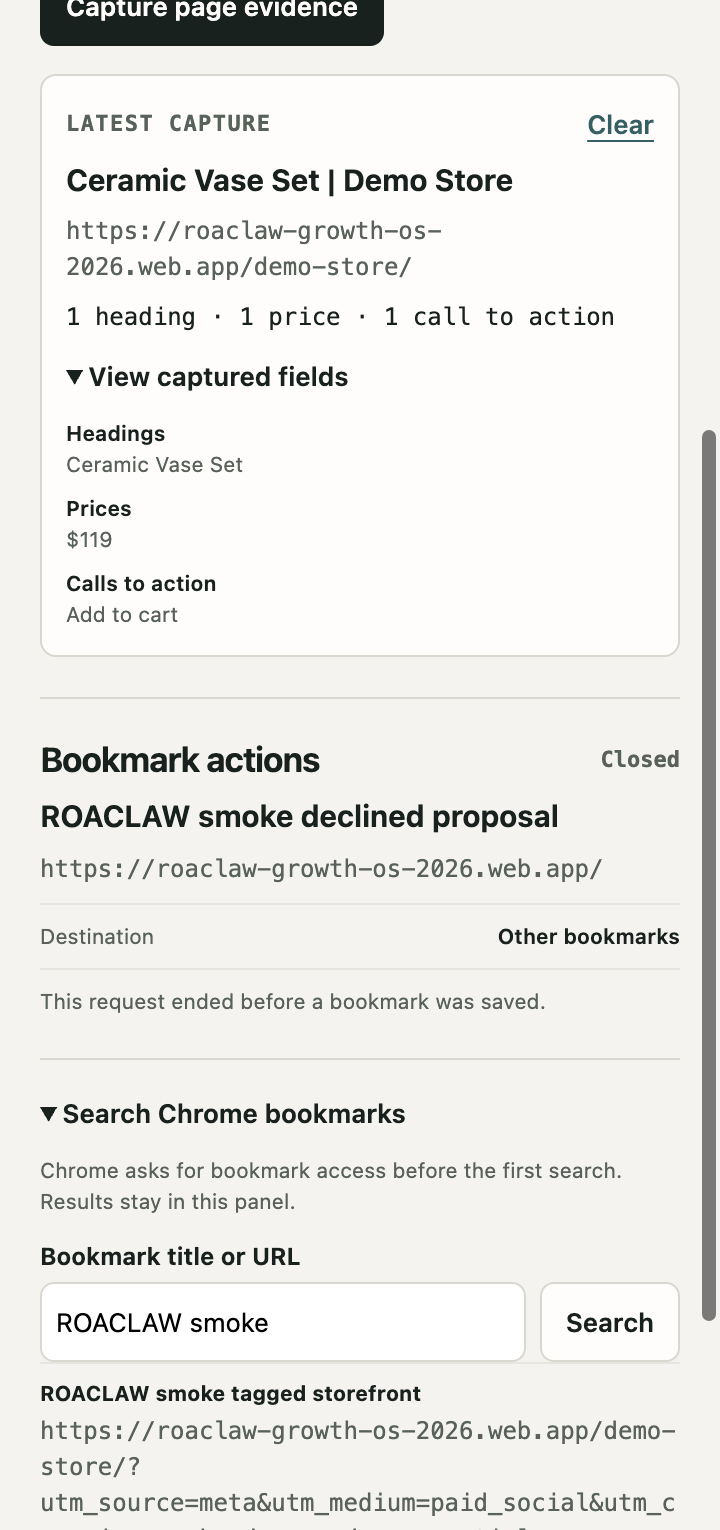 Capture page evidence
LATEST CAPTURE
Clear
Ceramic Vase Set | Demo Store
https://roaclaw-growth-os-
2026.web.app/demo-store/
1 heading · 1 price · 1 call to action
View captured fields
Headings
Ceramic Vase Set
Prices
$119
Calls to action
Add to cart
Bookmark actions
Closed
ROACLAW smoke declined proposal
https://roaclaw-growth-os-2026.web.app/
Destination
Other bookmarks
This request ended before a bookmark was saved.
Search Chrome bookmarks
Chrome asks for bookmark access before the first search.
Results stay in this panel.
Bookmark title or URL
ROACLAW smoke
Search
ROACLAW smoke tagged storefront
https://roaclaw-growth-os-2026.web.app/demo-
store/?
utm_source=meta&utm_medium=paid_social&utm_c